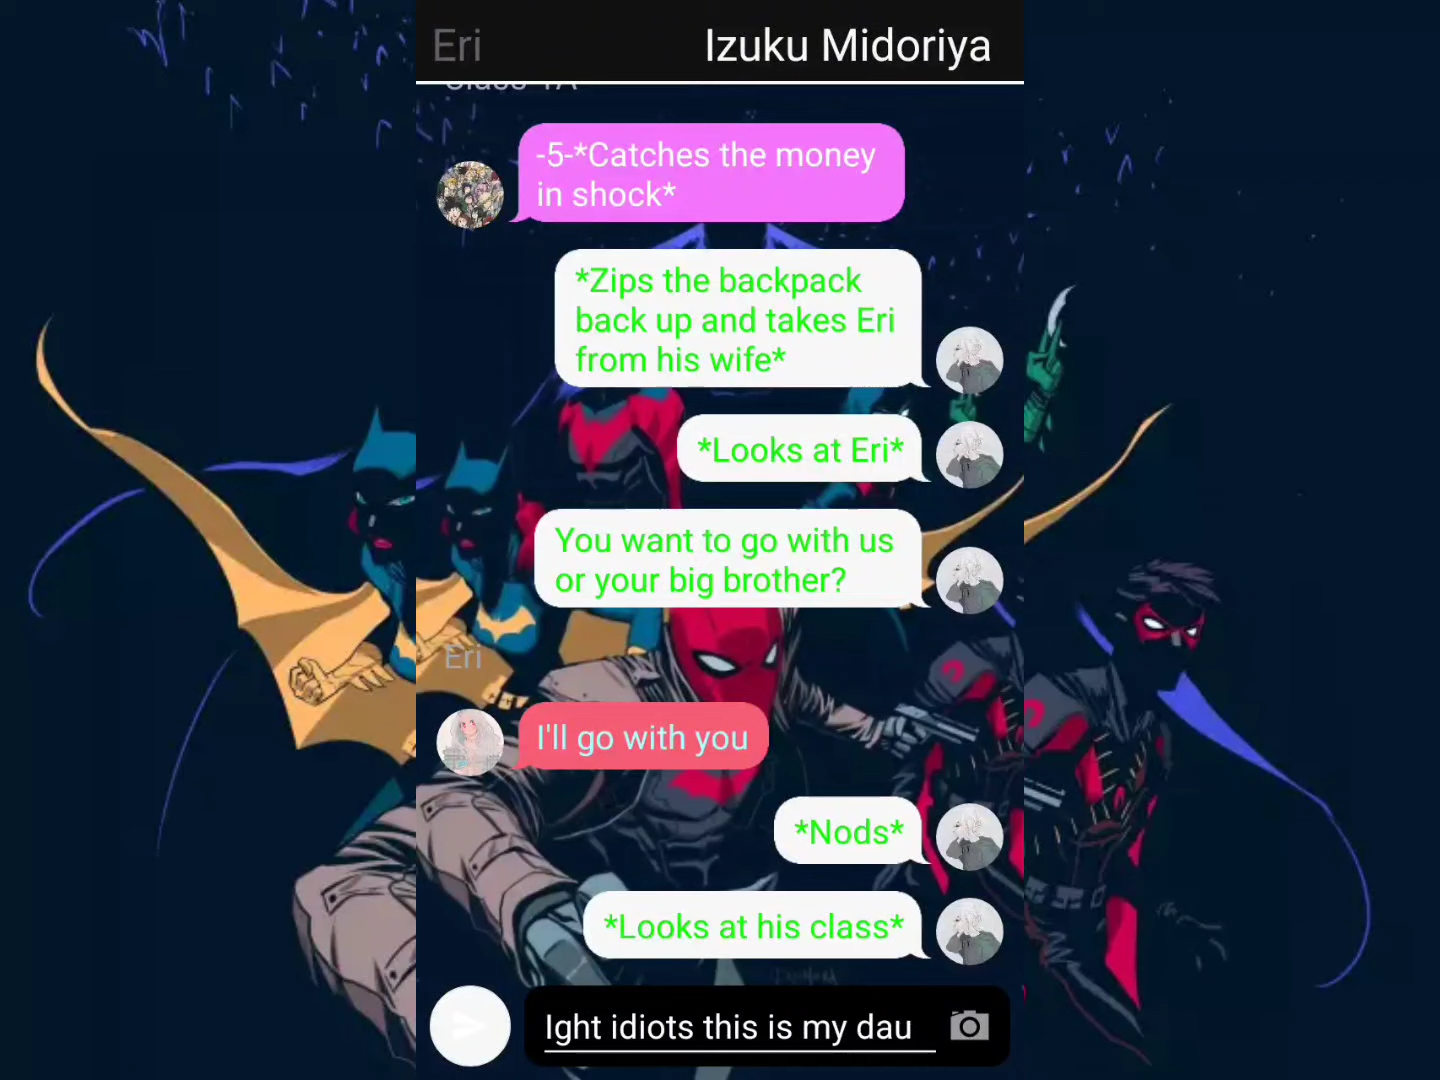 Eri
Izuku Midoriya
Class 1A
-5-*Catches the money
in shock*
*Zips the backpack
back up and takes Eri
from his wife*
*Looks at Eri*
You want to go with us
or your big brother?
Eri
I'll go with you
*Nods*
*Looks at his class*
Ight idiots this is my dau